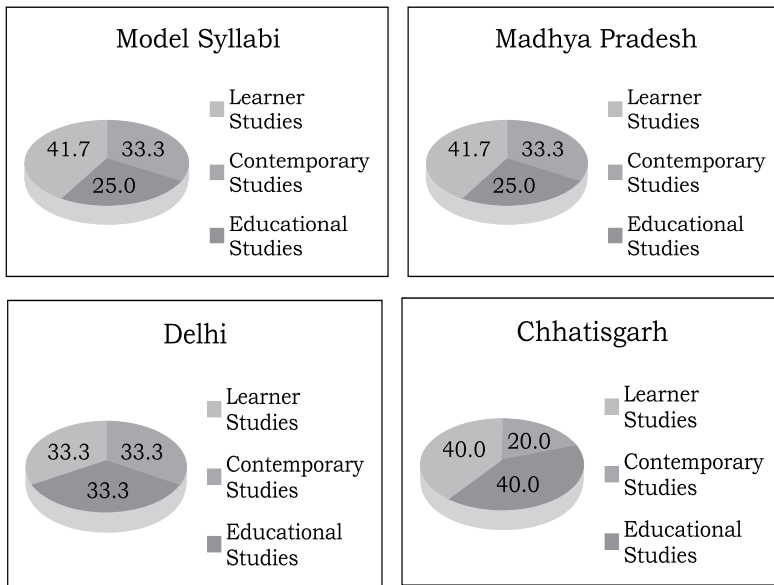 Model Syllabi
Learner
Studies
41.7
33.3
Contemporary
Studies
25.0
Educational
Studies
Madhya Pradesh
Learner
Studies
41.7
33.3
Contemporary
Studies
25.0
Educational
Studies
Delhi
Learner
Studies
33.3
33.3
Contemporary
Studies
33.3
Educational
Studies
Chhatisgarh
Learner
Studies
40.0
20.0
Contemporary
Studies
40.0
Educational
Studies